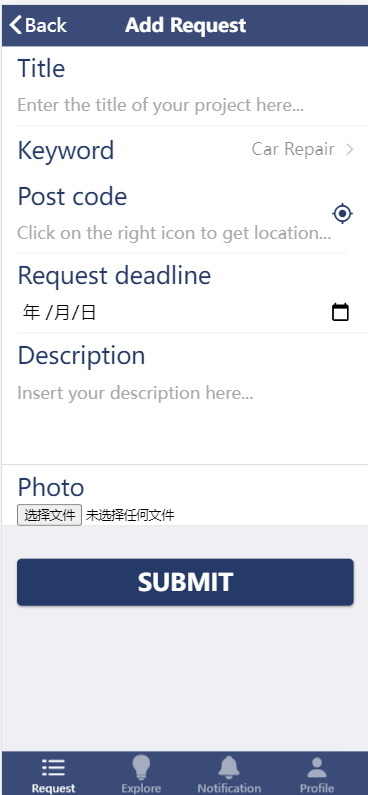 Back Add Request
Title
Enter the title of your project here...
Keyword Car Repair
Post code
Click on the right icon to get location...
Request deadline
年 /月/日
Description
Insert your description here...
Photo
选择文件 未选择任何文件
SUBMIT
Request Explore Notification Profile